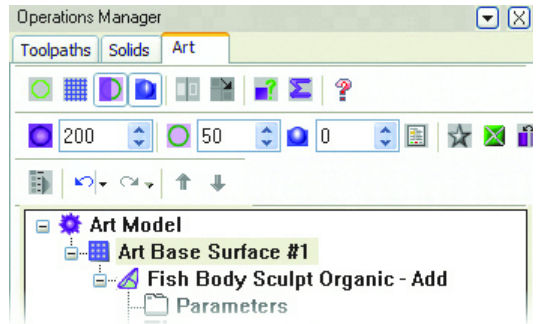 Operations Manager
Toolpaths Solids Art
200 50 0
Art Model
Art Base Surface #1
Fish Body Sculpt Organic - Add
Parameters